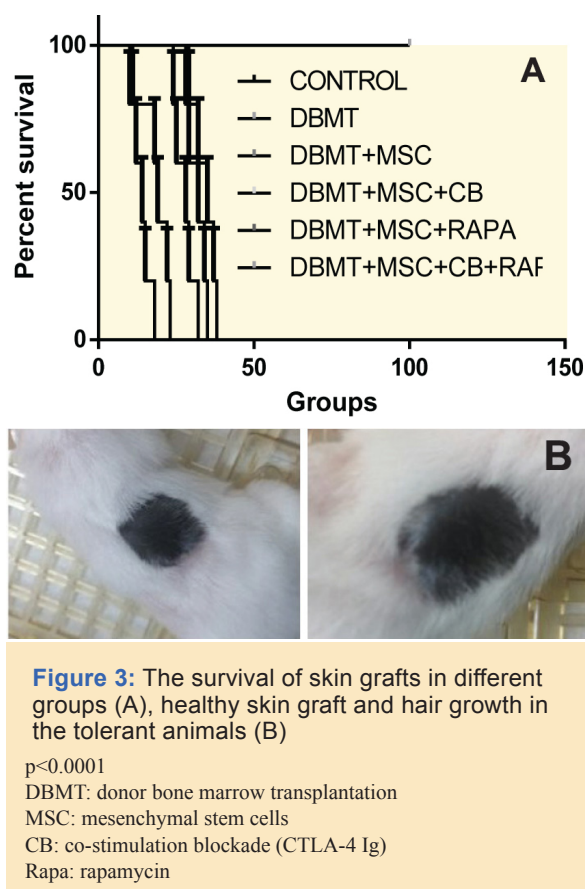 100
A
CONTROL
DBMT
DBMT+MSC
DBMT+MSC+CB
DBMT+MSC+RAPA
DBMT+MSC+CB+RAF
Percent survival
50
0
0 50 100 150
Groups
B
Figure 3: The survival of skin grafts in different
groups (A), healthy skin graft and hair growth in
the tolerant animals (B)
p<0.0001
DBMT: donor bone marrow transplantation
MSC: mesenchymal stem cells
CB: co-stimulation blockade (CTLA-4 Ig)
Rapa: rapamycin